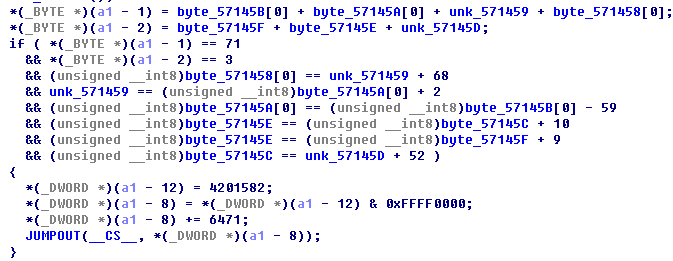 *(_BYTE *)(a1 - 1) = byte_57145B[0] + byte_57145A[0] + unk_571459 + byte_571458[0];
*(_BYTE *)(a1 - 2) = byte_57145F + byte_57145E + unk_57145D;
if ( *(_BYTE *)(a1 - 1) == 71
&& *(_BYTE *)(a1 - 2) == 3
&& (unsigned __int8)byte_571458[0] == unk_571459 + 68
&& unk_571459 == (unsigned __int8)byte_57145A[0] + 2
&& (unsigned __int8)byte_57145A[0] == (unsigned __int8)byte_57145B[0] - 59
&& (unsigned __int8)byte_57145E == (unsigned __int8)byte_57145C + 10
&& (unsigned __int8)byte_57145E == (unsigned __int8)byte_57145F + 9
&& (unsigned __int8)byte_57145C == unk_57145D + 52 )
{
*(_DWORD *)(a1 - 12) = 4201582;
*(_DWORD *)(a1 - 8) = *(_DWORD *)(a1 - 12) & 0xFFFF0000;
*(_DWORD *)(a1 - 8) += 6471;
JUMPOUT(__CS__, *(_DWORD *)(a1 - 8));
}